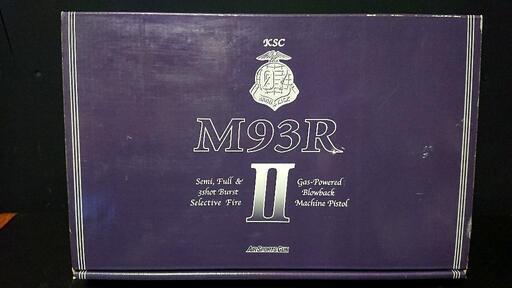 KSC
M93R
Semi, Full &
3shot Burst
Selective Fire
II
Gas-Powered
Blowback
Machine Pistol
AIR SPORTS GUN